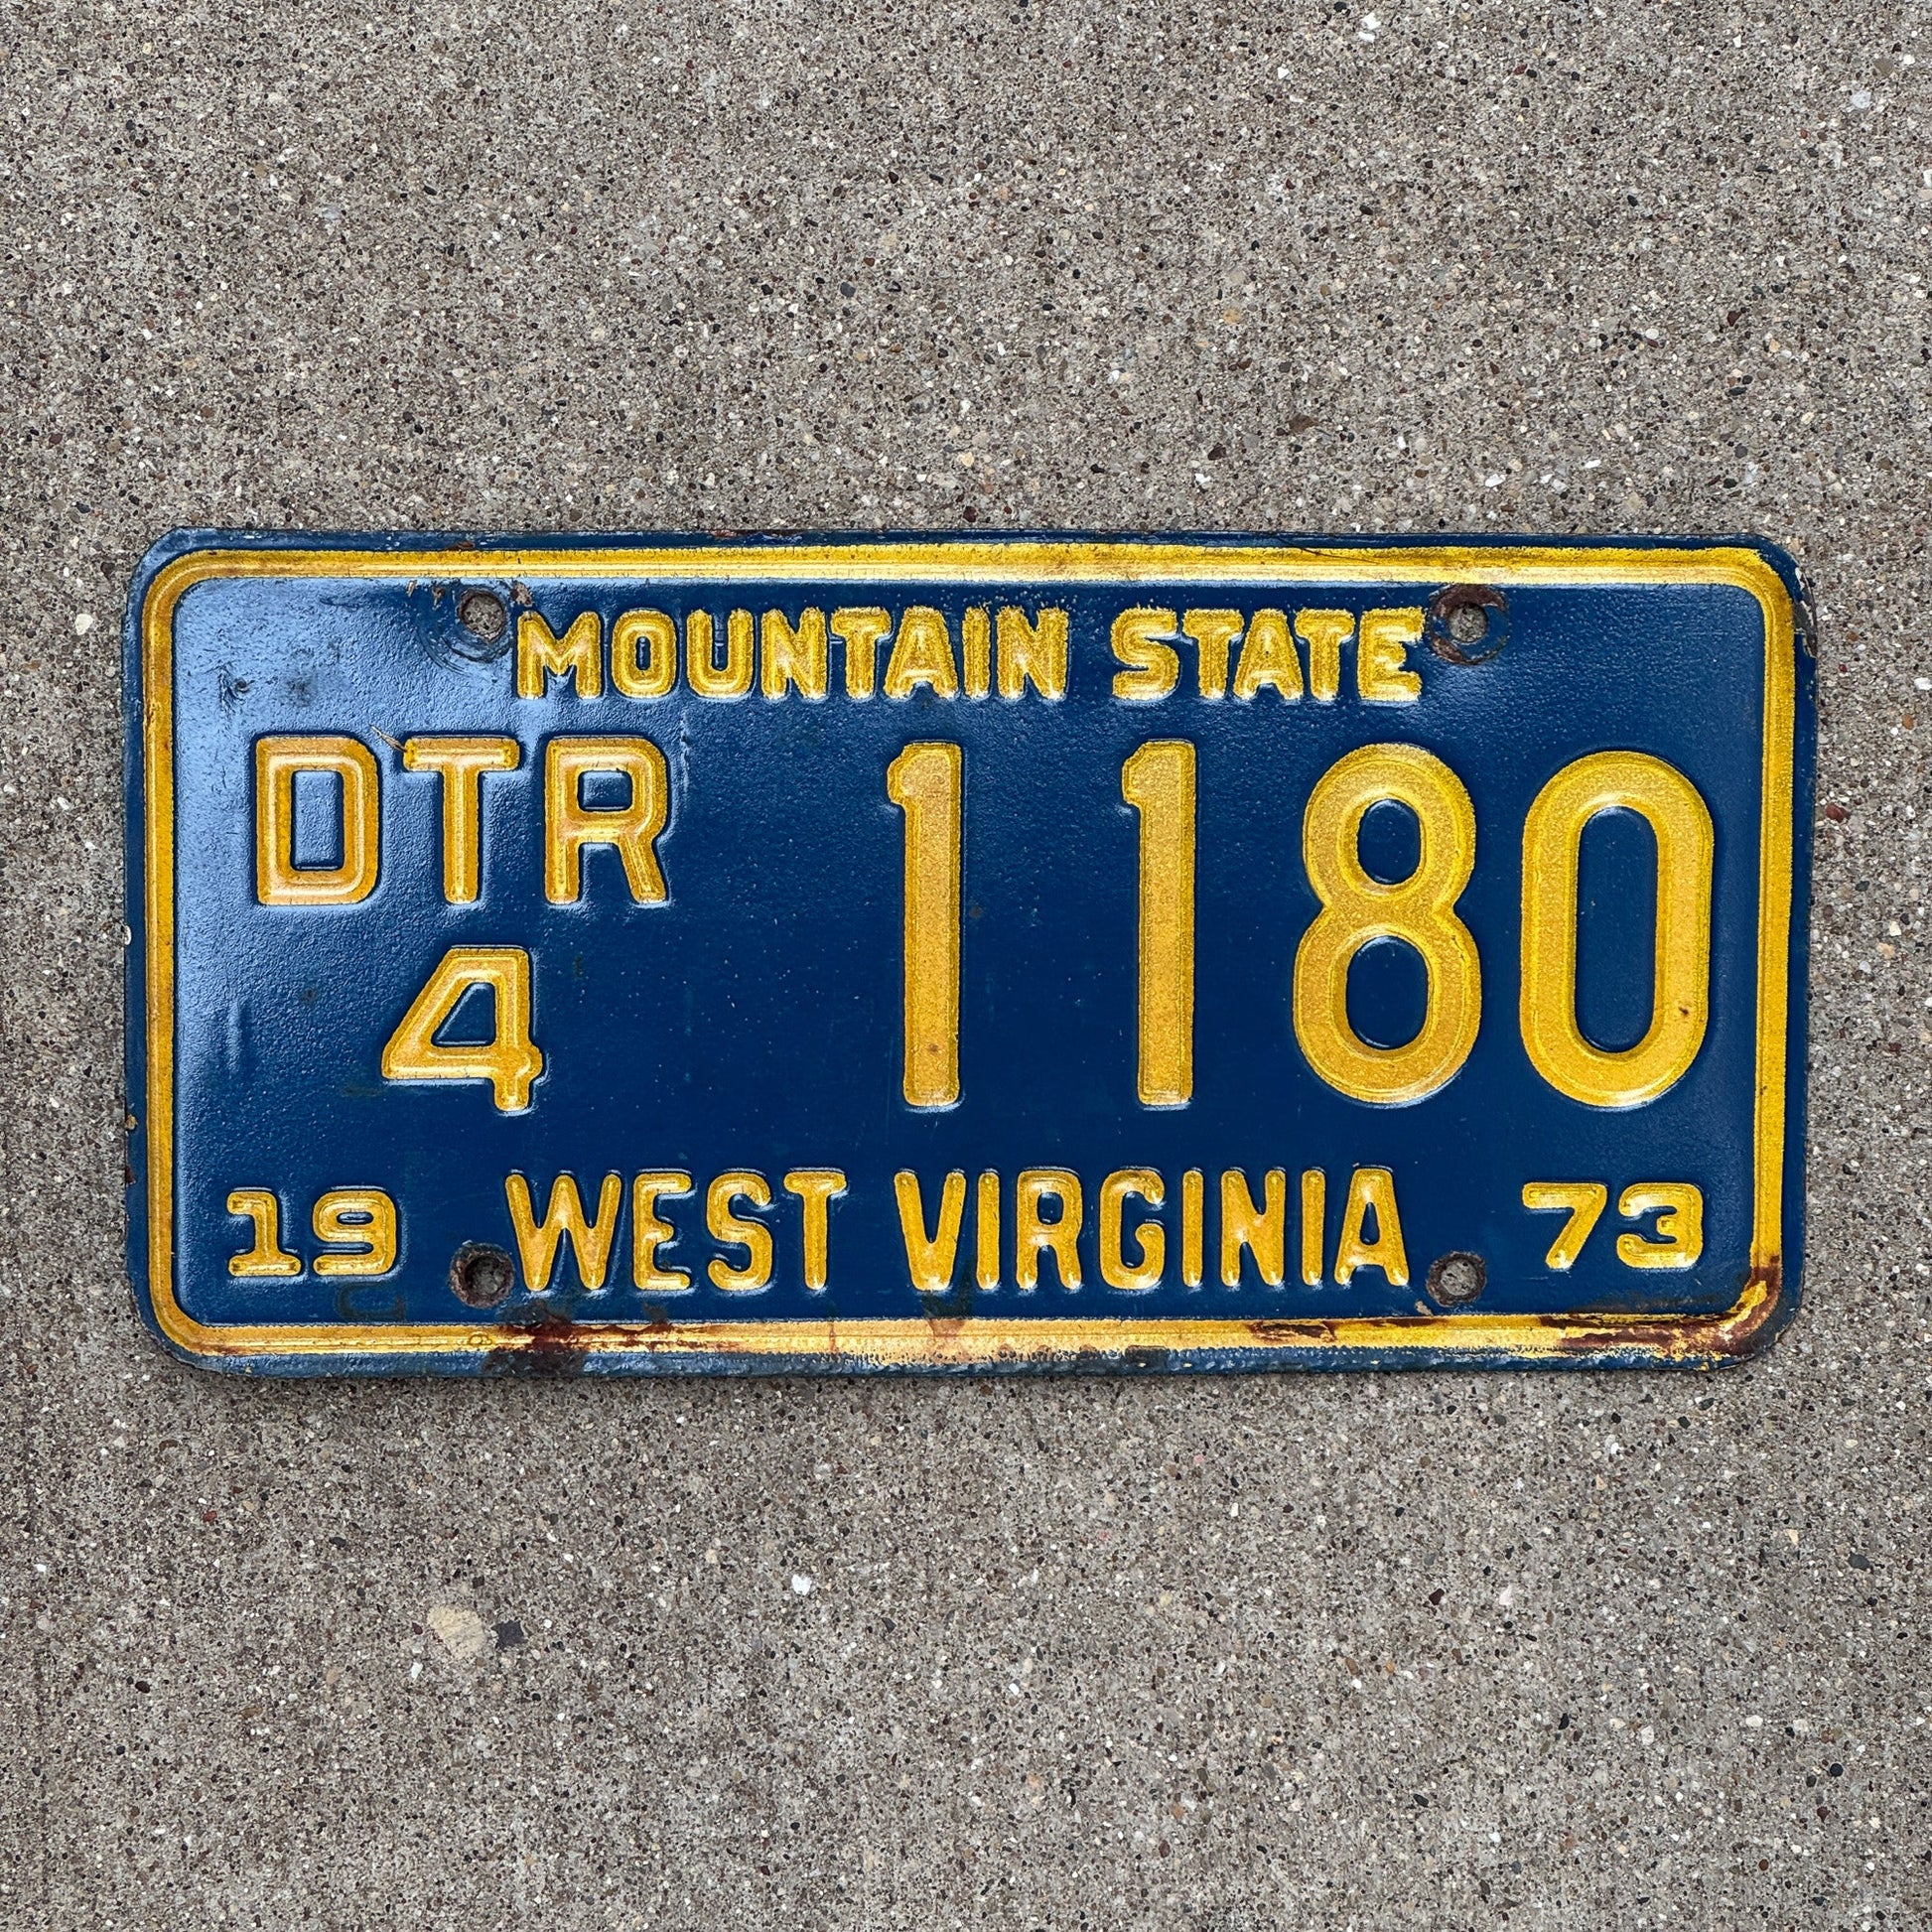 MOUNTAIN STATE
DTR 1180
4
19 WEST VIRGINIA 73